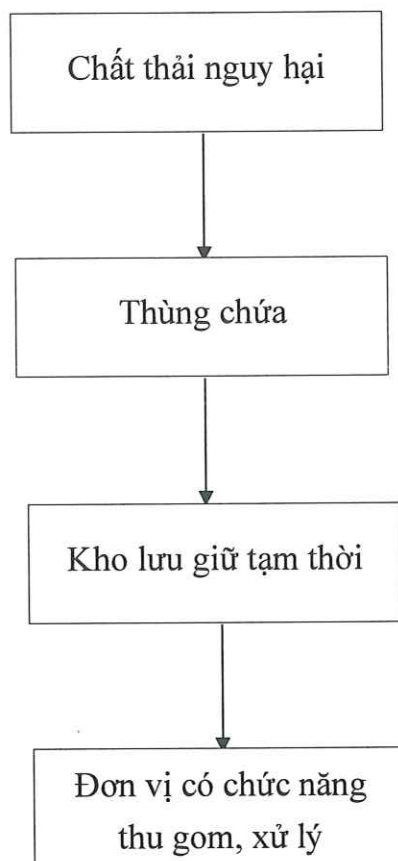 Chất thải nguy hại
Thùng chứa
Kho lưu giữ tạm thời
Đơn vị có chức năng
thu gom, xử lý